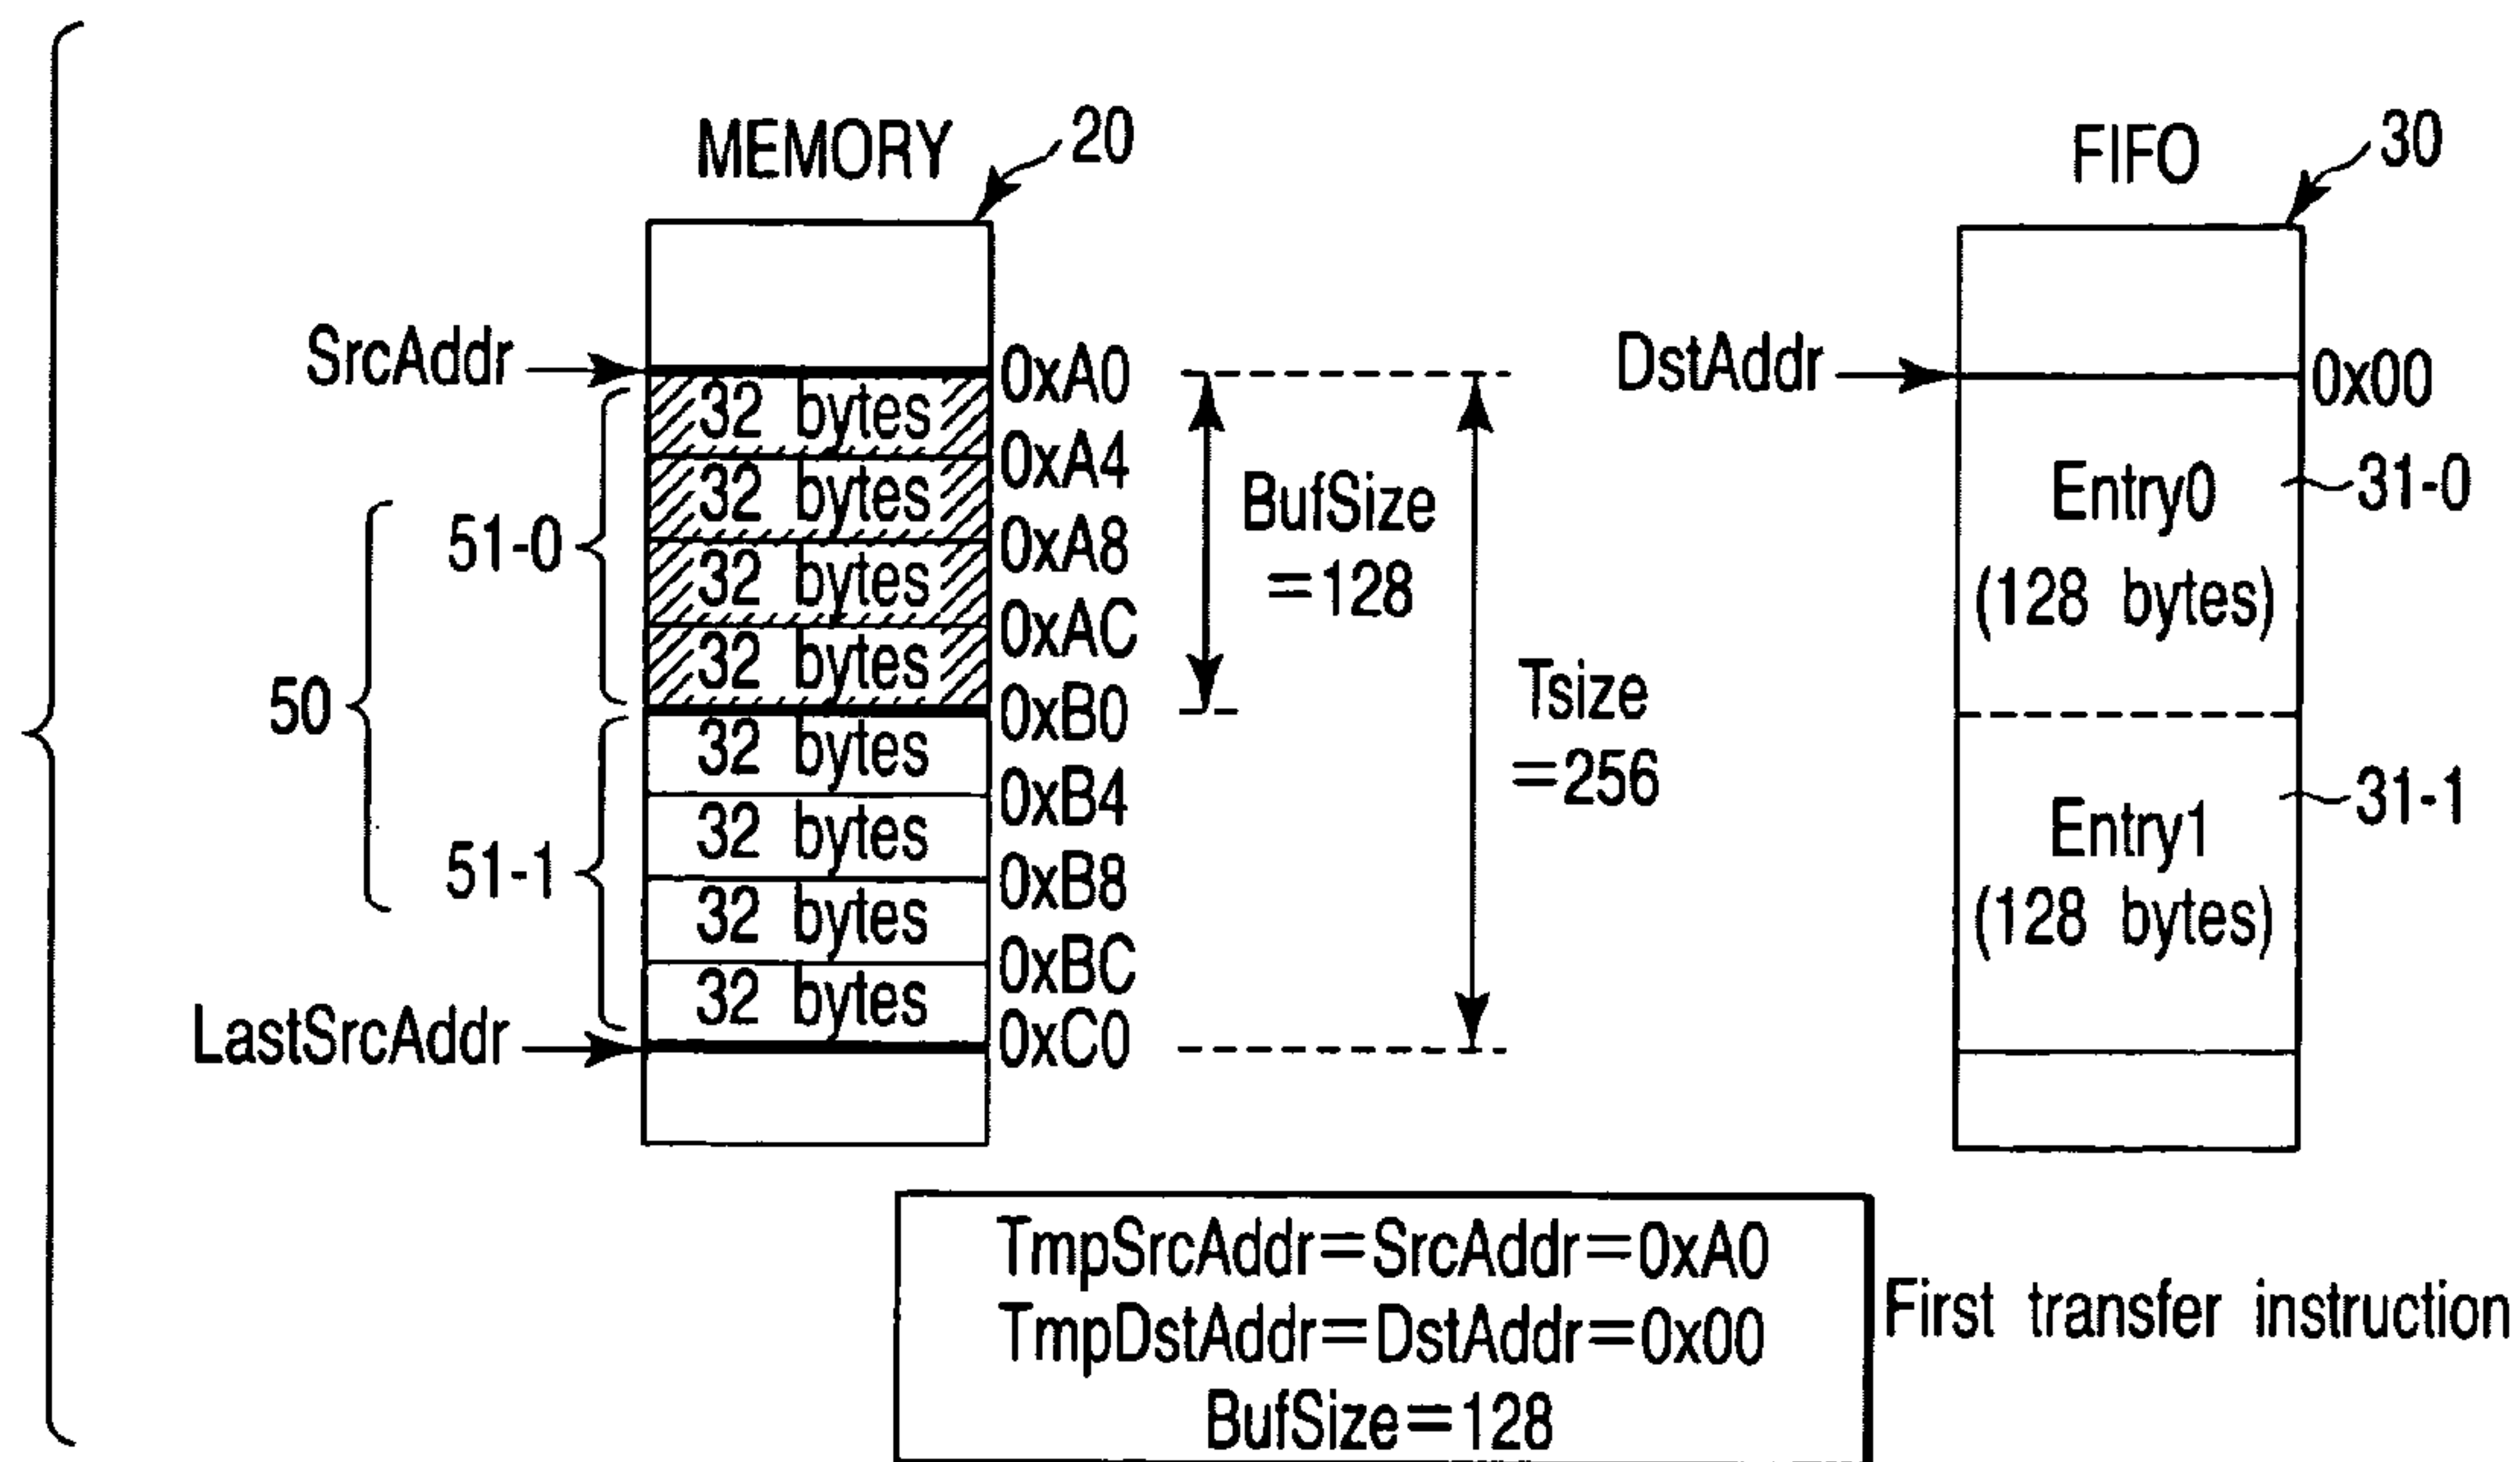 MEMORY
20
FIFO
30
SrcAddr
DstAddr
0xA0
0x00
32 bytes
0xA4
32 bytes
0xA8
32 bytes
0xAC
32 bytes
0xB0
32 bytes
0xB4
32 bytes
0xB8
32 bytes
0xBC
32 bytes
0xC0
LastSrcAddr
51-0
50
51-1
BufSize
=128
Tsize
=256
Entry0
(128 bytes)
31-0
Entry1
(128 bytes)
31-1
TmpSrcAddr=SrcAddr=0xA0
TmpDstAddr=DstAddr=0x00
BufSize=128
First transfer instruction